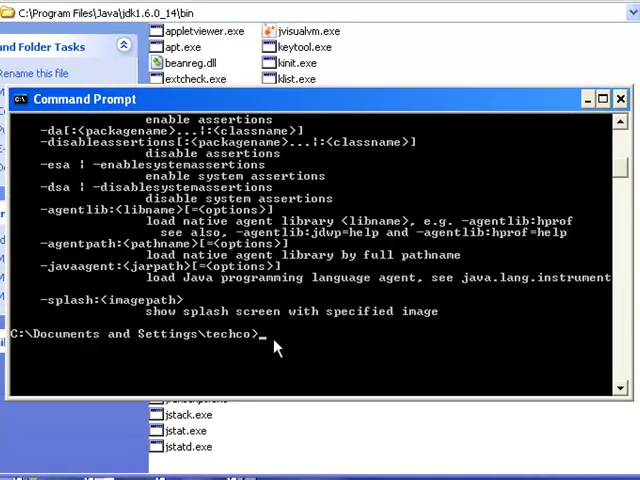 C:\Program Files\Java\jdk1.6.0_14\bin
and Folder Tasks
Rename this file
appletviewer.exe
apt.exe
beanreg.dll
extcheck.exe
jvisualvm.exe
keytool.exe
kinit.exe
klist.exe
Command Prompt
enable assertions
-da[:<packagename>...|:<classname>]
-disableassertions[:<packagename>...|:<classname>]
disable assertions
-esa | -enablesystemassertions
enable system assertions
-dsa | -disablesystemassertions
disable system assertions
-agentlib:<libname>[=<options>]
load native agent library <libname>, e.g. -agentlib:hprof
see also, -agentlib:jdwp=help and -agentlib:hprof=help
-agentpath:<pathname>[=<options>]
load native agent library by full pathname
-javaagent:<jarpath>[=<options>]
load Java programming language agent, see java.lang.instrument
-splash:<imagepath>
show splash screen with specified image
C:\Documents and Settings\techco>_
jstack.exe
jstat.exe
jstatd.exe